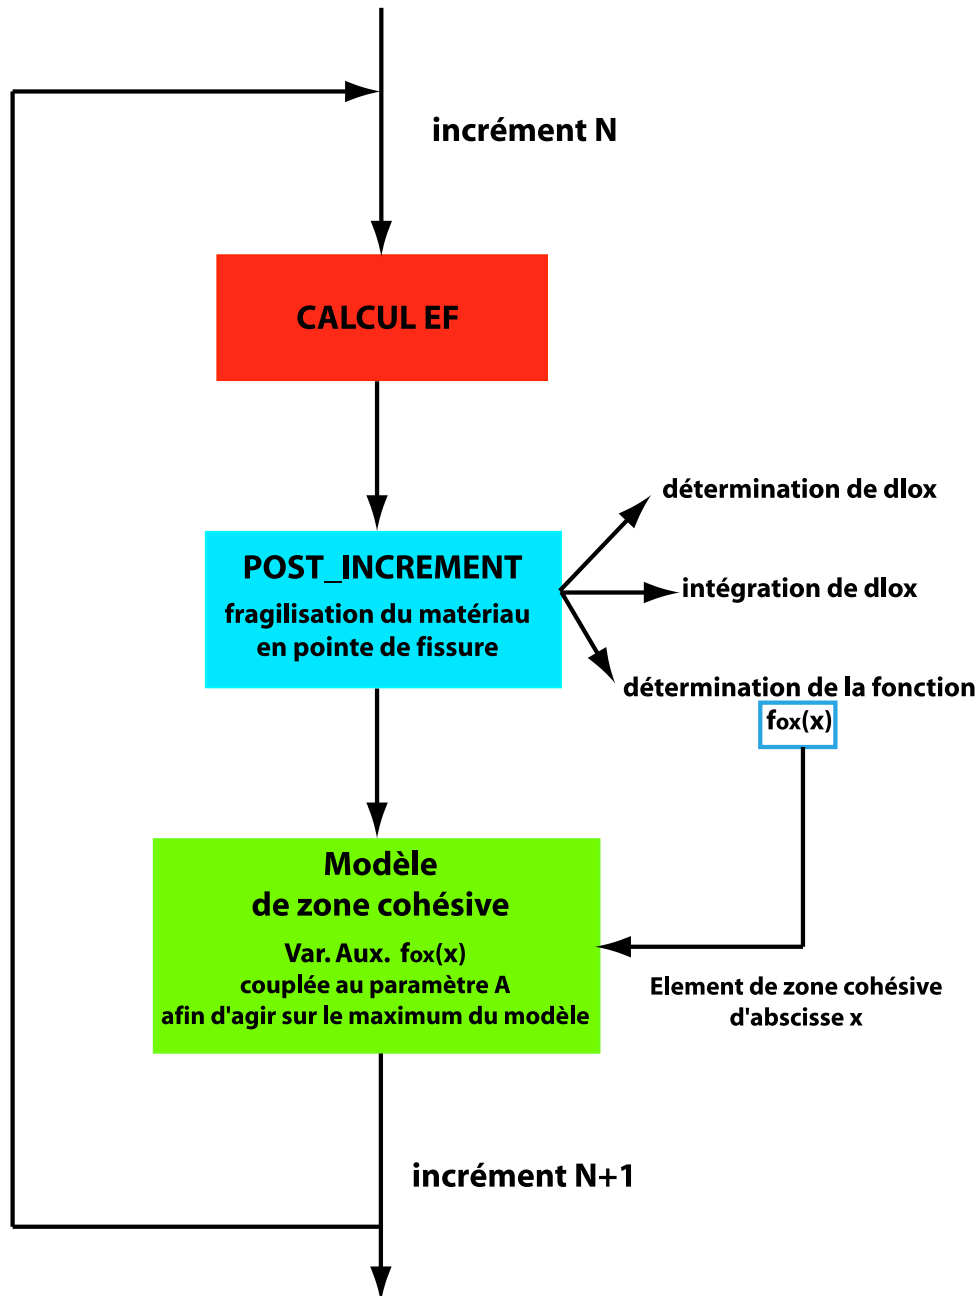 incrément N
CALCUL EF
détermination de dlox
POST_INCREMENT
fragilisation du matériau
en pointe de fissure
intégration de dlox
détermination de la fonction
fox(x)
Modèle
de zone cohésive
Var. Aux. fox(x)
couplée au paramètre A
afin d'agir sur le maximum du modèle
Element de zone cohésive
d'abscisse x
incrément N+1